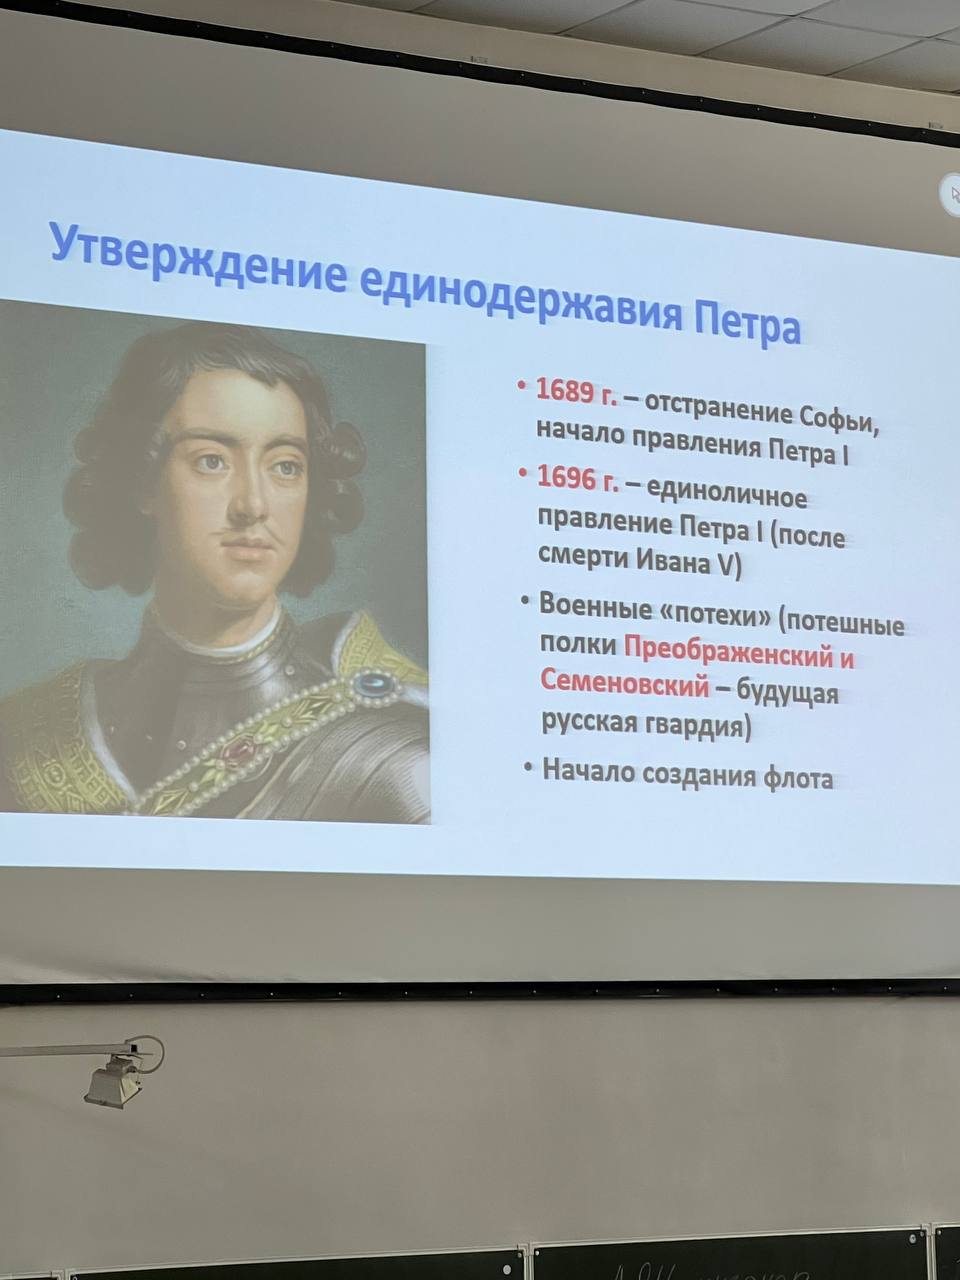 Утверждение единодержавия Петра
• 1689 г. – отстранение Софьи,
начало правления Петра I
• 1696 г. – единоличное
правление Петра I (после
смерти Ивана V)
• Военные «потехи» (потешные
полки Преображенский и
Семеновский – будущая
русская гвардия)
• Начало создания флота